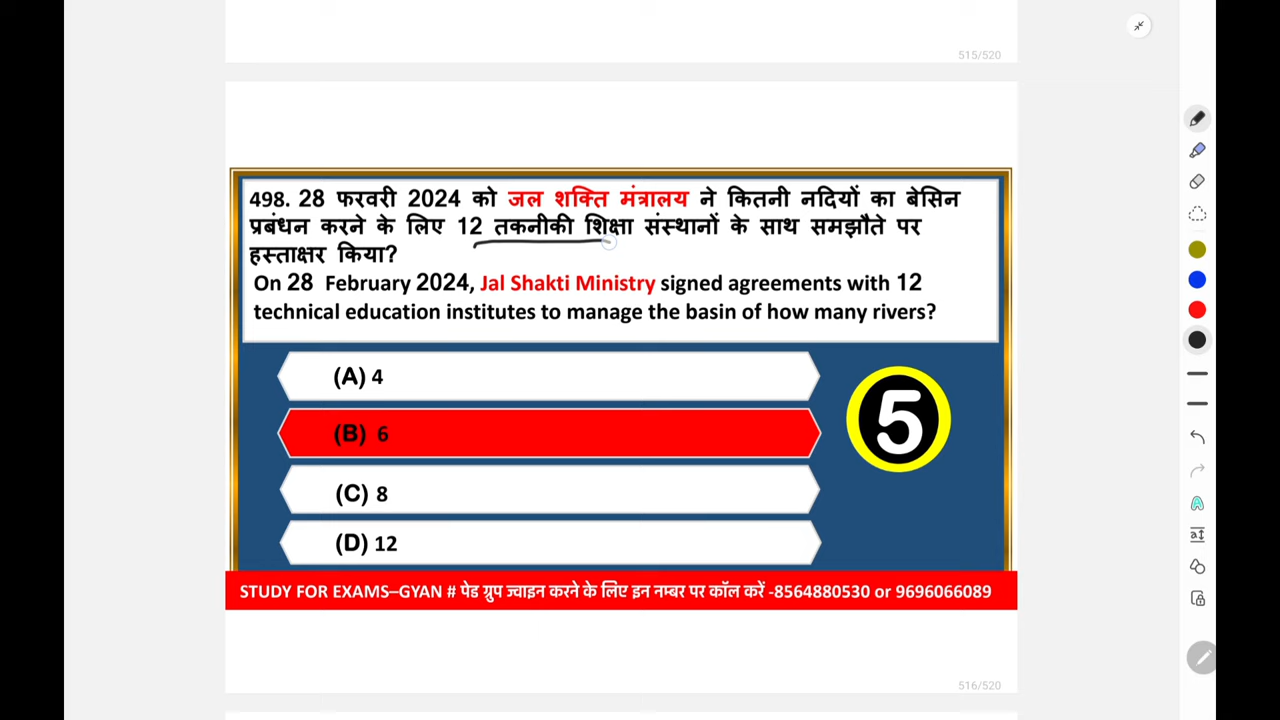 515/520
498. 28 फरवरी 2024 को जल शक्ति मंत्रालय ने कितनी नदियों का बेसिन
प्रबंधन करने के लिए 12 तकनीकी शिक्षा संस्थानों के साथ समझौते पर
हस्ताक्षर किया?
On 28 February 2024, Jal Shakti Ministry signed agreements with 12
technical education institutes to manage the basin of how many rivers?
(A) 4
(B) 6
5
(C) 8
(D) 12
STUDY FOR EXAMS–GYAN # पेड ग्रुप ज्वाइन करने के लिए इन नम्बर पर कॉल करें -8564880530 or 9696066089
516/520